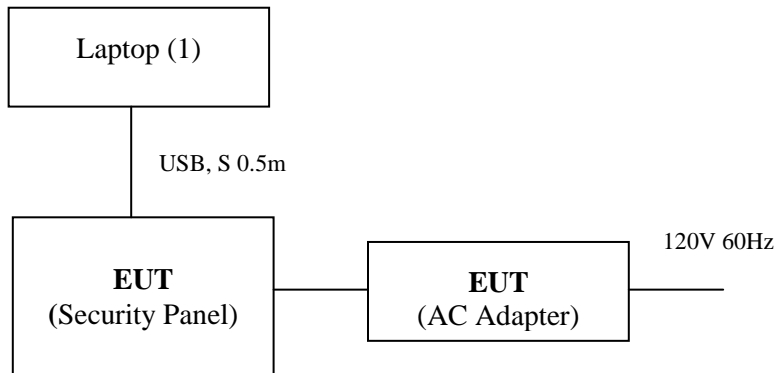 Laptop (1)
USB, S 0.5m
120V 60Hz
EUT
(Security Panel)
EUT
(AC Adapter)